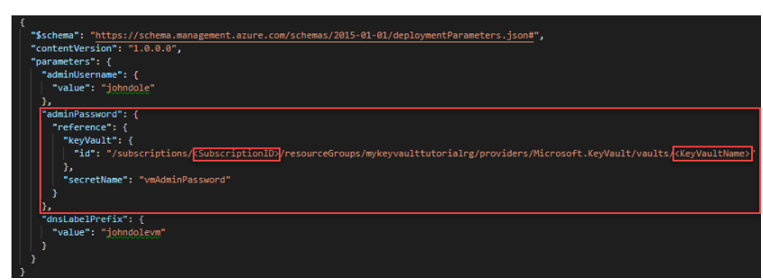 {
"$schema": "https://schema.management.azure.com/schemas/2015-01-01/deploymentParameters.json#",
"contentVersion": "1.0.0.0",
"parameters": {
"adminUsername": {
"value": "johndole"
},
"adminPassword": {
"reference": {
"keyVault": {
"id": "/subscriptions/<SubscriptionID>/resourceGroups/mykeyvaulttutorialrg/providers/Microsoft.KeyVault/vaults/<KeyVaultName>"
},
"secretName": "vmAdminPassword"
}
},
"dnsLabelPrefix": {
"value": "johndolevm"
}
}
}